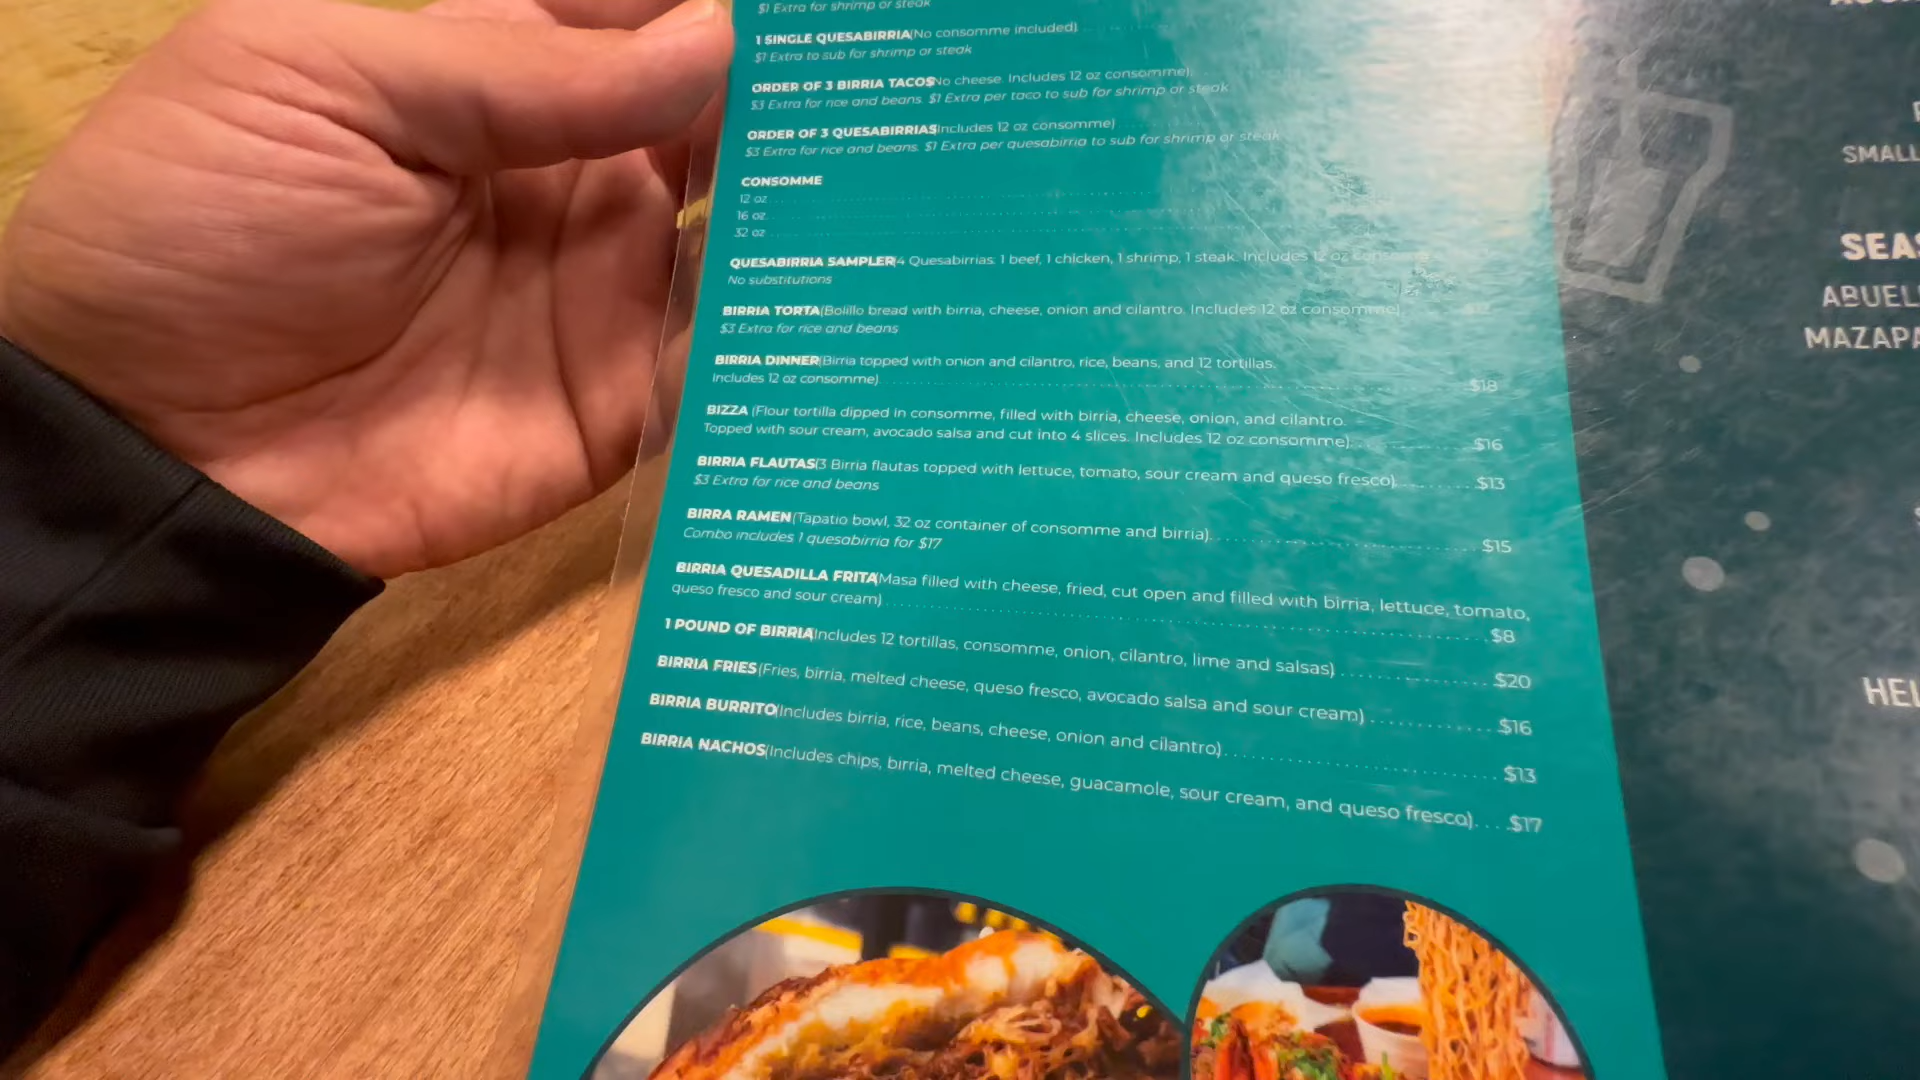 $1 Extra for shrimp or steak
1 SINGLE QUESABIRRIA(No consomme included)
$1 Extra to sub for shrimp or steak
ORDER OF 3 BIRRIA TACOS(No cheese. Includes 12 oz consomme)
$3 Extra for rice and beans. $1 Extra per taco to sub for shrimp or steak
ORDER OF 3 QUESABIRRIAS(Includes 12 oz consomme)
$3 Extra for rice and beans. $1 Extra per quesabirria to sub for shrimp or steak
CONSOMME
12 oz
16 oz
32 oz
QUESABIRRIA SAMPLER(4 Quesabirrias: 1 beef, 1 chicken, 1 shrimp, 1 steak. Includes 12 oz consomme
No substitutions
BIRRIA TORTA(Bolillo bread with birria, cheese, onion and cilantro. Includes 12 oz consomme)
$3 Extra for rice and beans
BIRRIA DINNER(Birria topped with onion and cilantro, rice, beans, and 12 tortillas.
Includes 12 oz consomme) $18
BIZZA (Flour tortilla dipped in consomme, filled with birria, cheese, onion, and cilantro.
Topped with sour cream, avocado salsa and cut into 4 slices. Includes 12 oz consomme) $16
BIRRIA FLAUTAS(3 Birria flautas topped with lettuce, tomato, sour cream and queso fresco) $13
$3 Extra for rice and beans
BIRRA RAMEN(Tapatio bowl, 32 oz container of consomme and birria) $15
Combo includes 1 quesabirria for $17
BIRRIA QUESADILLA FRITA(Masa filled with cheese, fried, cut open and filled with birria, lettuce, tomato,
queso fresco and sour cream) $8
1 POUND OF BIRRIA(Includes 12 tortillas, consomme, onion, cilantro, lime and salsas) $20
BIRRIA FRIES(Fries, birria, melted cheese, queso fresco, avocado salsa and sour cream) $16
BIRRIA BURRITO(Includes birria, rice, beans, cheese, onion and cilantro) $13
BIRRIA NACHOS(Includes chips, birria, melted cheese, guacamole, sour cream, and queso fresco) $17
SMALL
SEAS
ABUEL
MAZAPA
HEL